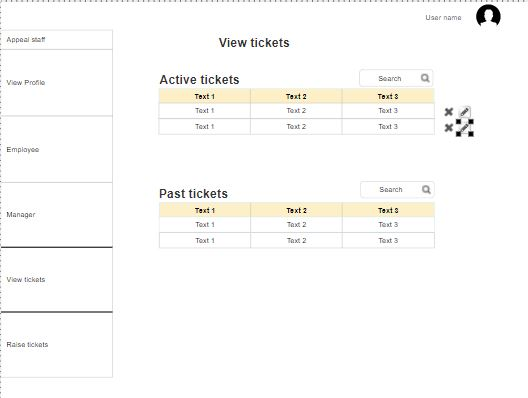 User name
Appeal staff
View tickets
View Profile
Active tickets
Search
Text 1 Text 2 Text 3
Text 1 Text 2 Text 3
Text 1 Text 2 Text 3
Employee
Manager
Past tickets
Search
Text 1 Text 2 Text 3
Text 1 Text 2 Text 3
Text 1 Text 2 Text 3
View tickets
Raise tickets